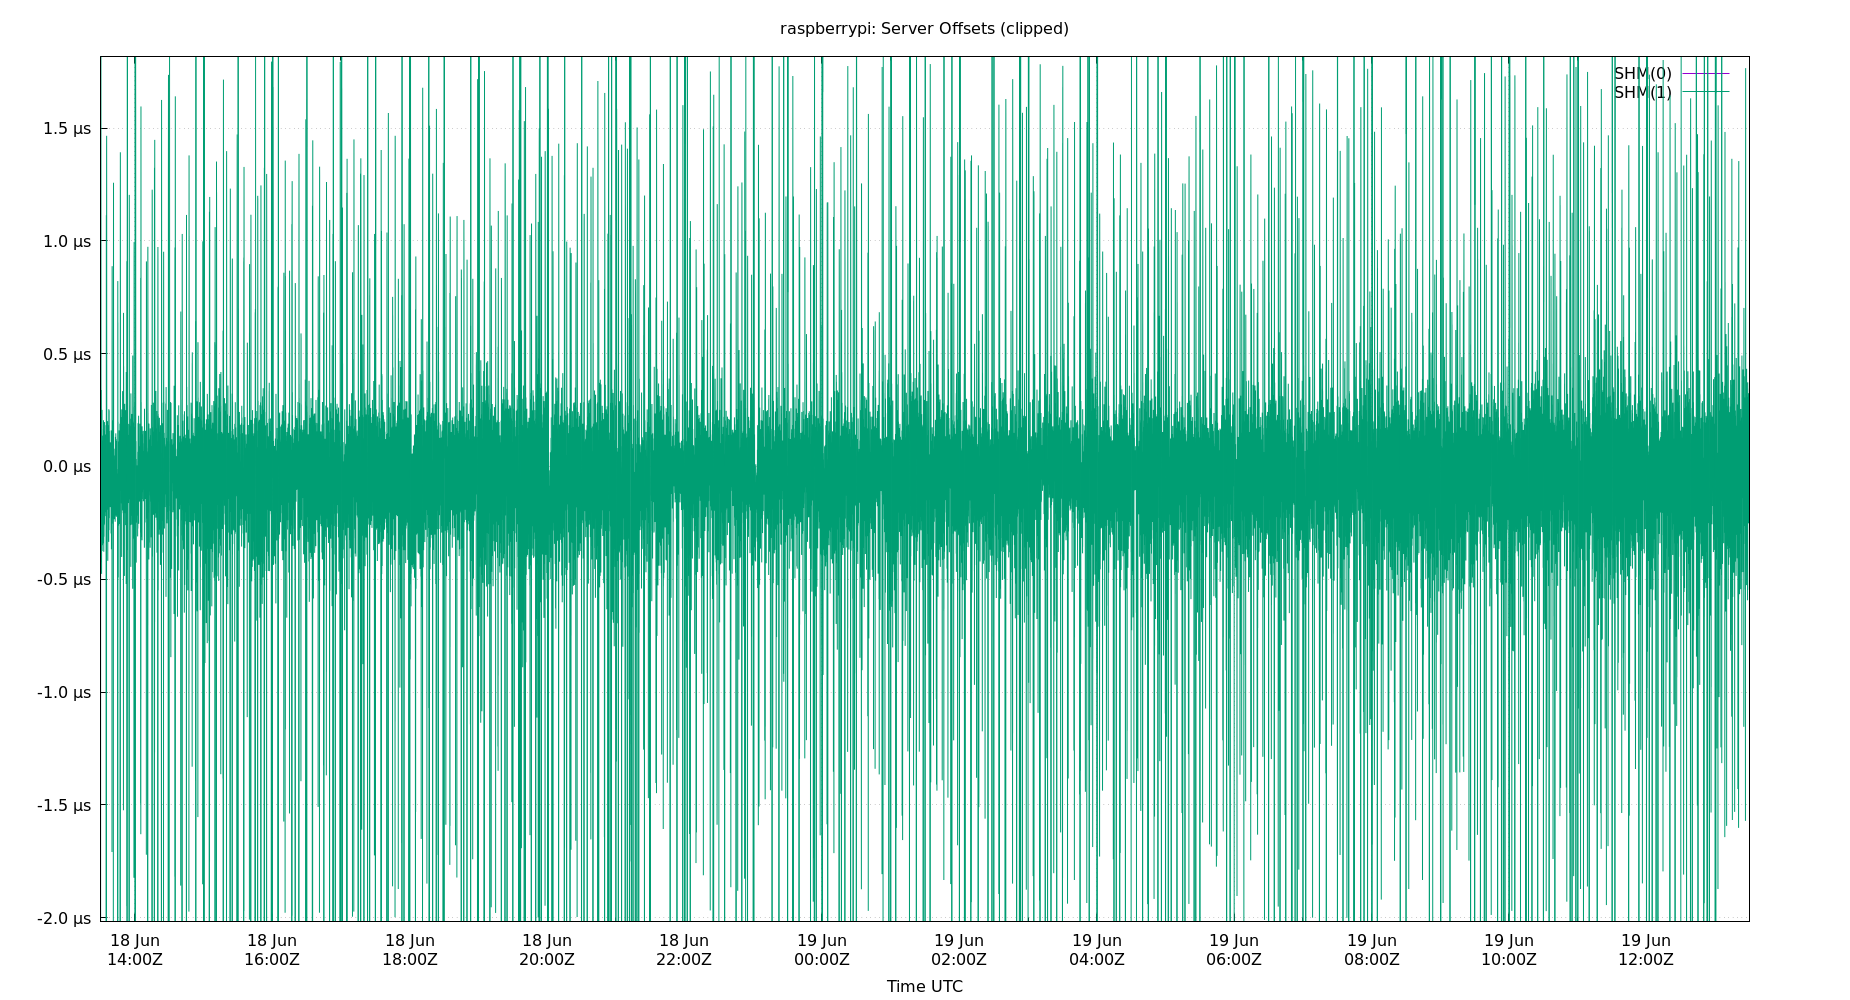 raspberrypi: Server Offsets (clipped)
SHM(0)
SHM(1)
1.5 µs
1.0 µs
0.5 µs
0.0 µs
-0.5 µs
-1.0 µs
-1.5 µs
-2.0 µs
18 Jun 18 Jun 18 Jun 18 Jun 18 Jun 19 Jun 19 Jun 19 Jun 19 Jun 19 Jun 19 Jun 19 Jun
14:00Z 16:00Z 18:00Z 20:00Z 22:00Z 00:00Z 02:00Z 04:00Z 06:00Z 08:00Z 10:00Z 12:00Z
Time UTC